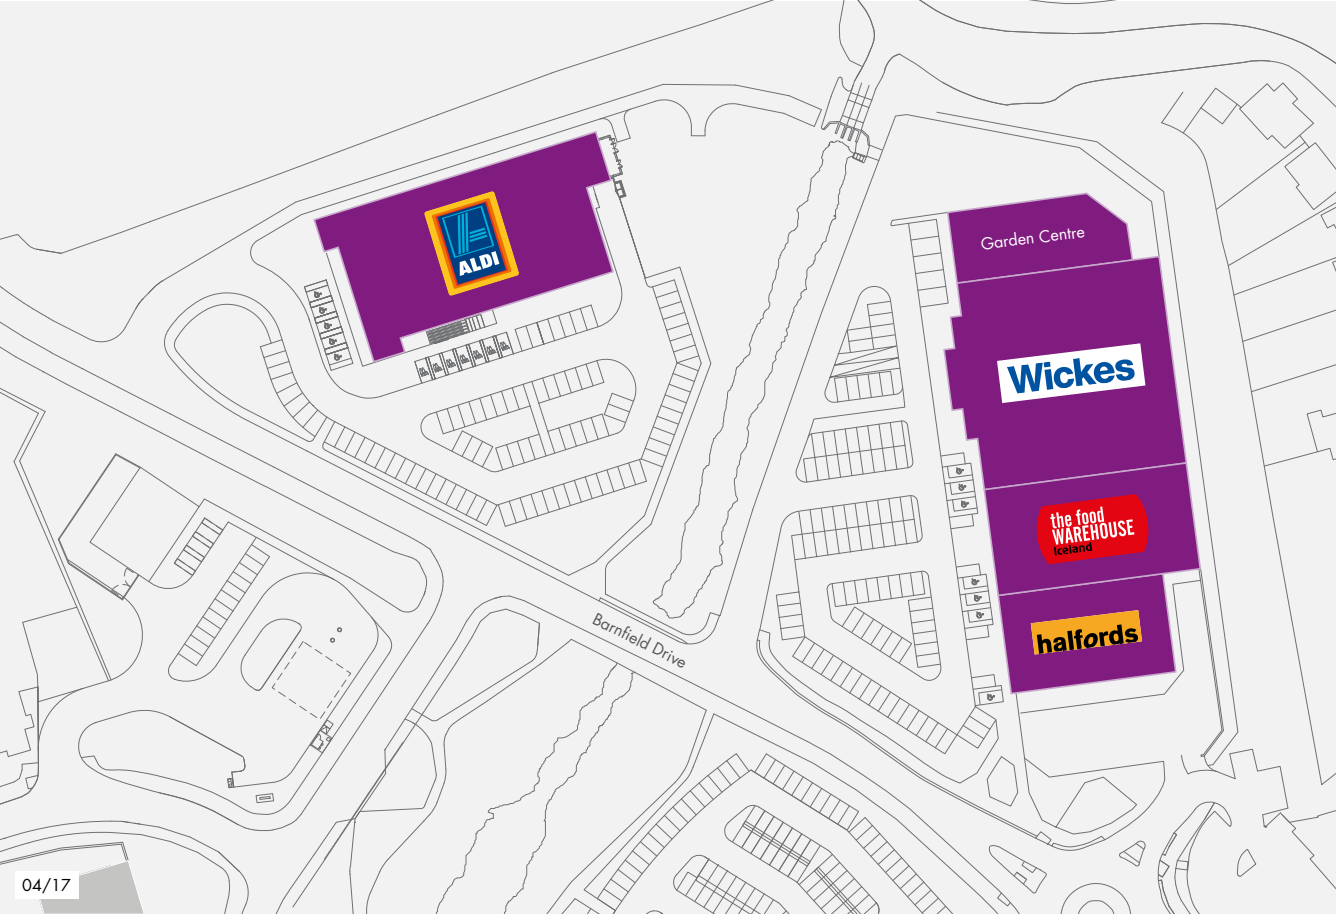 ALDI
Garden Centre
Wickes
the food
WAREHOUSE
Iceland
halfords
Barnfield Drive
04/17